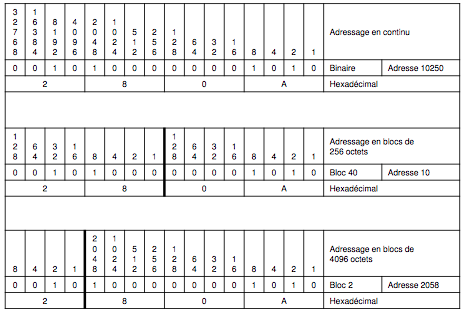 32768 16384 8192 4096 2048 1024 512 256 128 64 32 16 8 4 2 1 Adressage en continu
0 0 1 0 1 0 0 0 0 0 0 0 1 0 1 0 Binaire Adresse 10250
2 8 0 A Hexadécimal
128 64 32 16 8 4 2 1 128 64 32 16 8 4 2 1 Adressage en blocs de
256 octets
0 0 1 0 1 0 0 0 0 0 0 0 1 0 1 0 Bloc 40 Adresse 10
2 8 0 A Hexadécimal
8 4 2 1 2048 1024 512 256 128 64 32 16 8 4 2 1 Adressage en blocs de
4096 octets
0 0 1 0 1 0 0 0 0 0 0 0 1 0 1 0 Bloc 2 Adresse 2058
2 8 0 A Hexadécimal